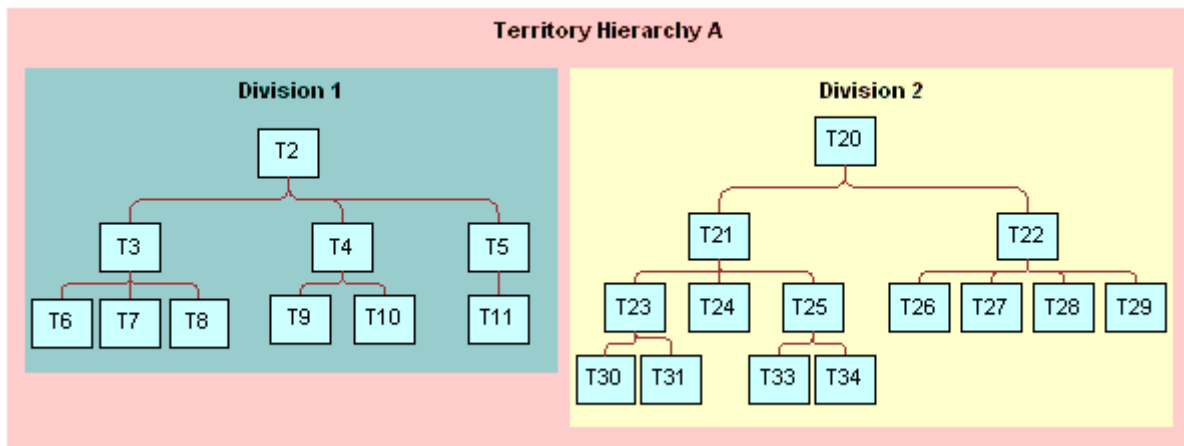 Territory Hierarchy A
Division 1
T2
T3
T4
T5
T6
T7
T8
T9
T10
T11
Division 2
T20
T21
T22
T23
T24
T25
T26
T27
T28
T29
T30
T31
T33
T34